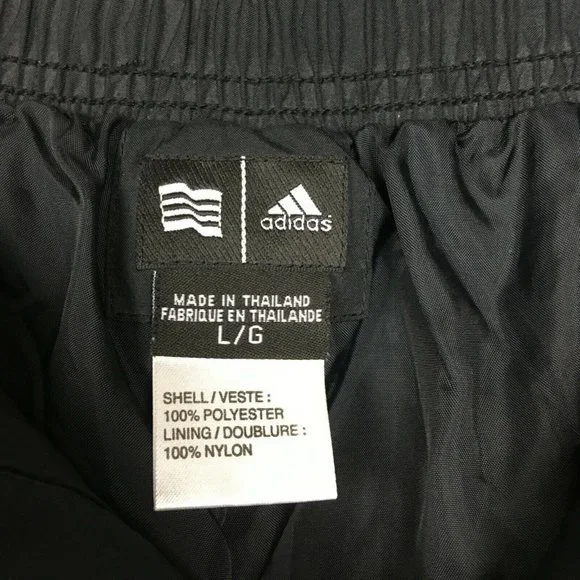 adidas
MADE IN THAILAND
FABRIQUE EN THAILANDE
L/G
SHELL/VESTE :
100% POLYESTER
LINING/DOUBLURE :
100% NYLON